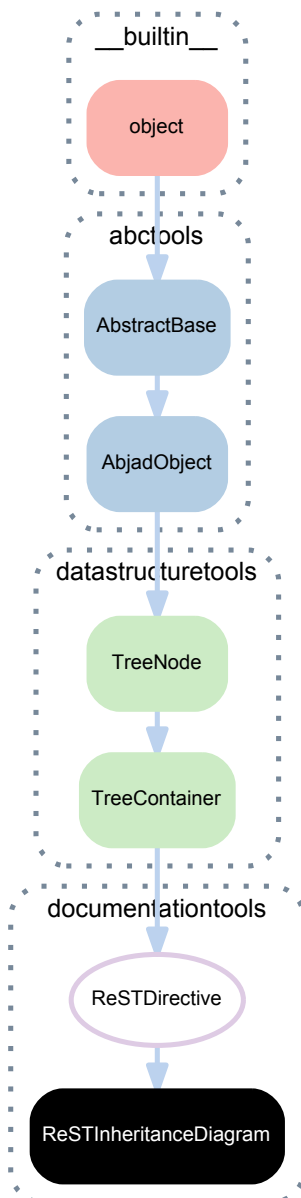 __builtin__
object
abctools
AbstractBase
AbjadObject
datastructuretools
TreeNode
TreeContainer
documentationtools
ReSTDirective
ReSTInheritanceDiagram